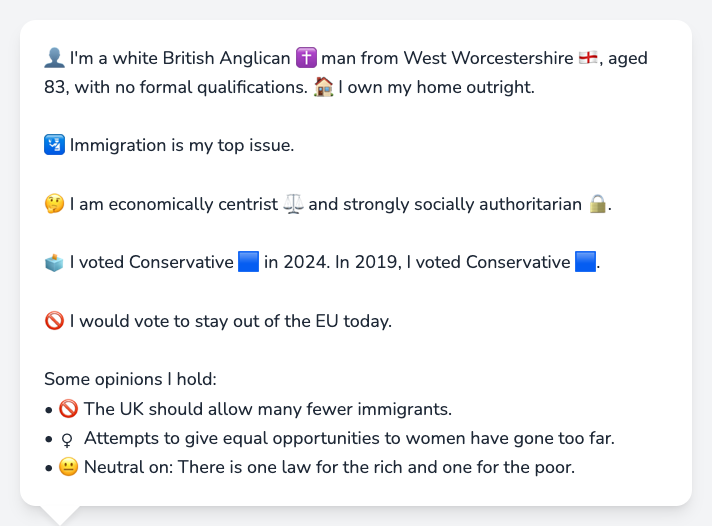 👤 I'm a white British Anglican ✝️ man from West Worcestershire 🏴󠁧󠁢󠁥󠁮󠁧󠁿, aged
83, with no formal qualifications. 🏠 I own my home outright.
🛂 Immigration is my top issue.
🤔 I am economically centrist ⚖️ and strongly socially authoritarian 🔒.
🗳️ I voted Conservative 🟦 in 2024. In 2019, I voted Conservative 🟦.
🚫 I would vote to stay out of the EU today.
Some opinions I hold:
• 🚫 The UK should allow many fewer immigrants.
• ♀ Attempts to give equal opportunities to women have gone too far.
• 😐 Neutral on: There is one law for the rich and one for the poor.